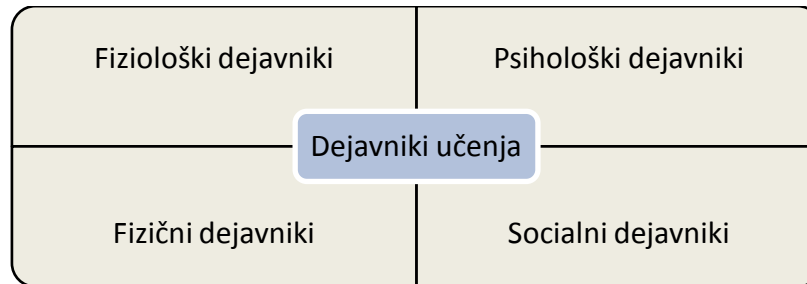 Fiziološki dejavniki
Psihološki dejavniki
Dejavniki učenja
Fizični dejavniki
Socialni dejavniki